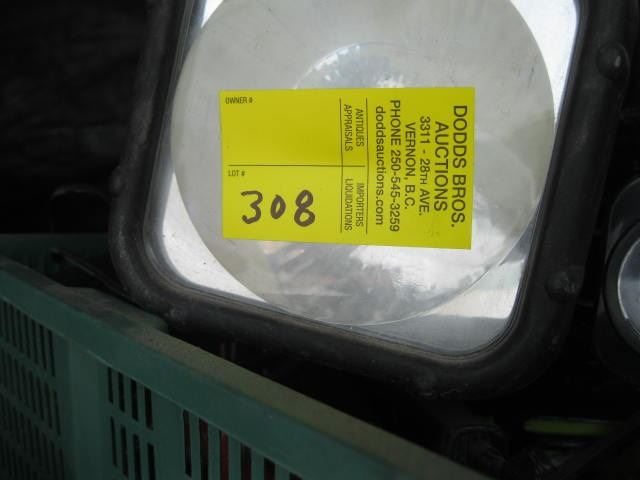 DODDS BROS.
AUCTIONS
3311 - 28TH AVE.
VERNON, B.C.
PHONE 250-545-3259
doddsauctions.com
ANTIQUES
APPRAISALS
IMPORTERS
LIQUIDATIONS
OWNER #
LOT #
308